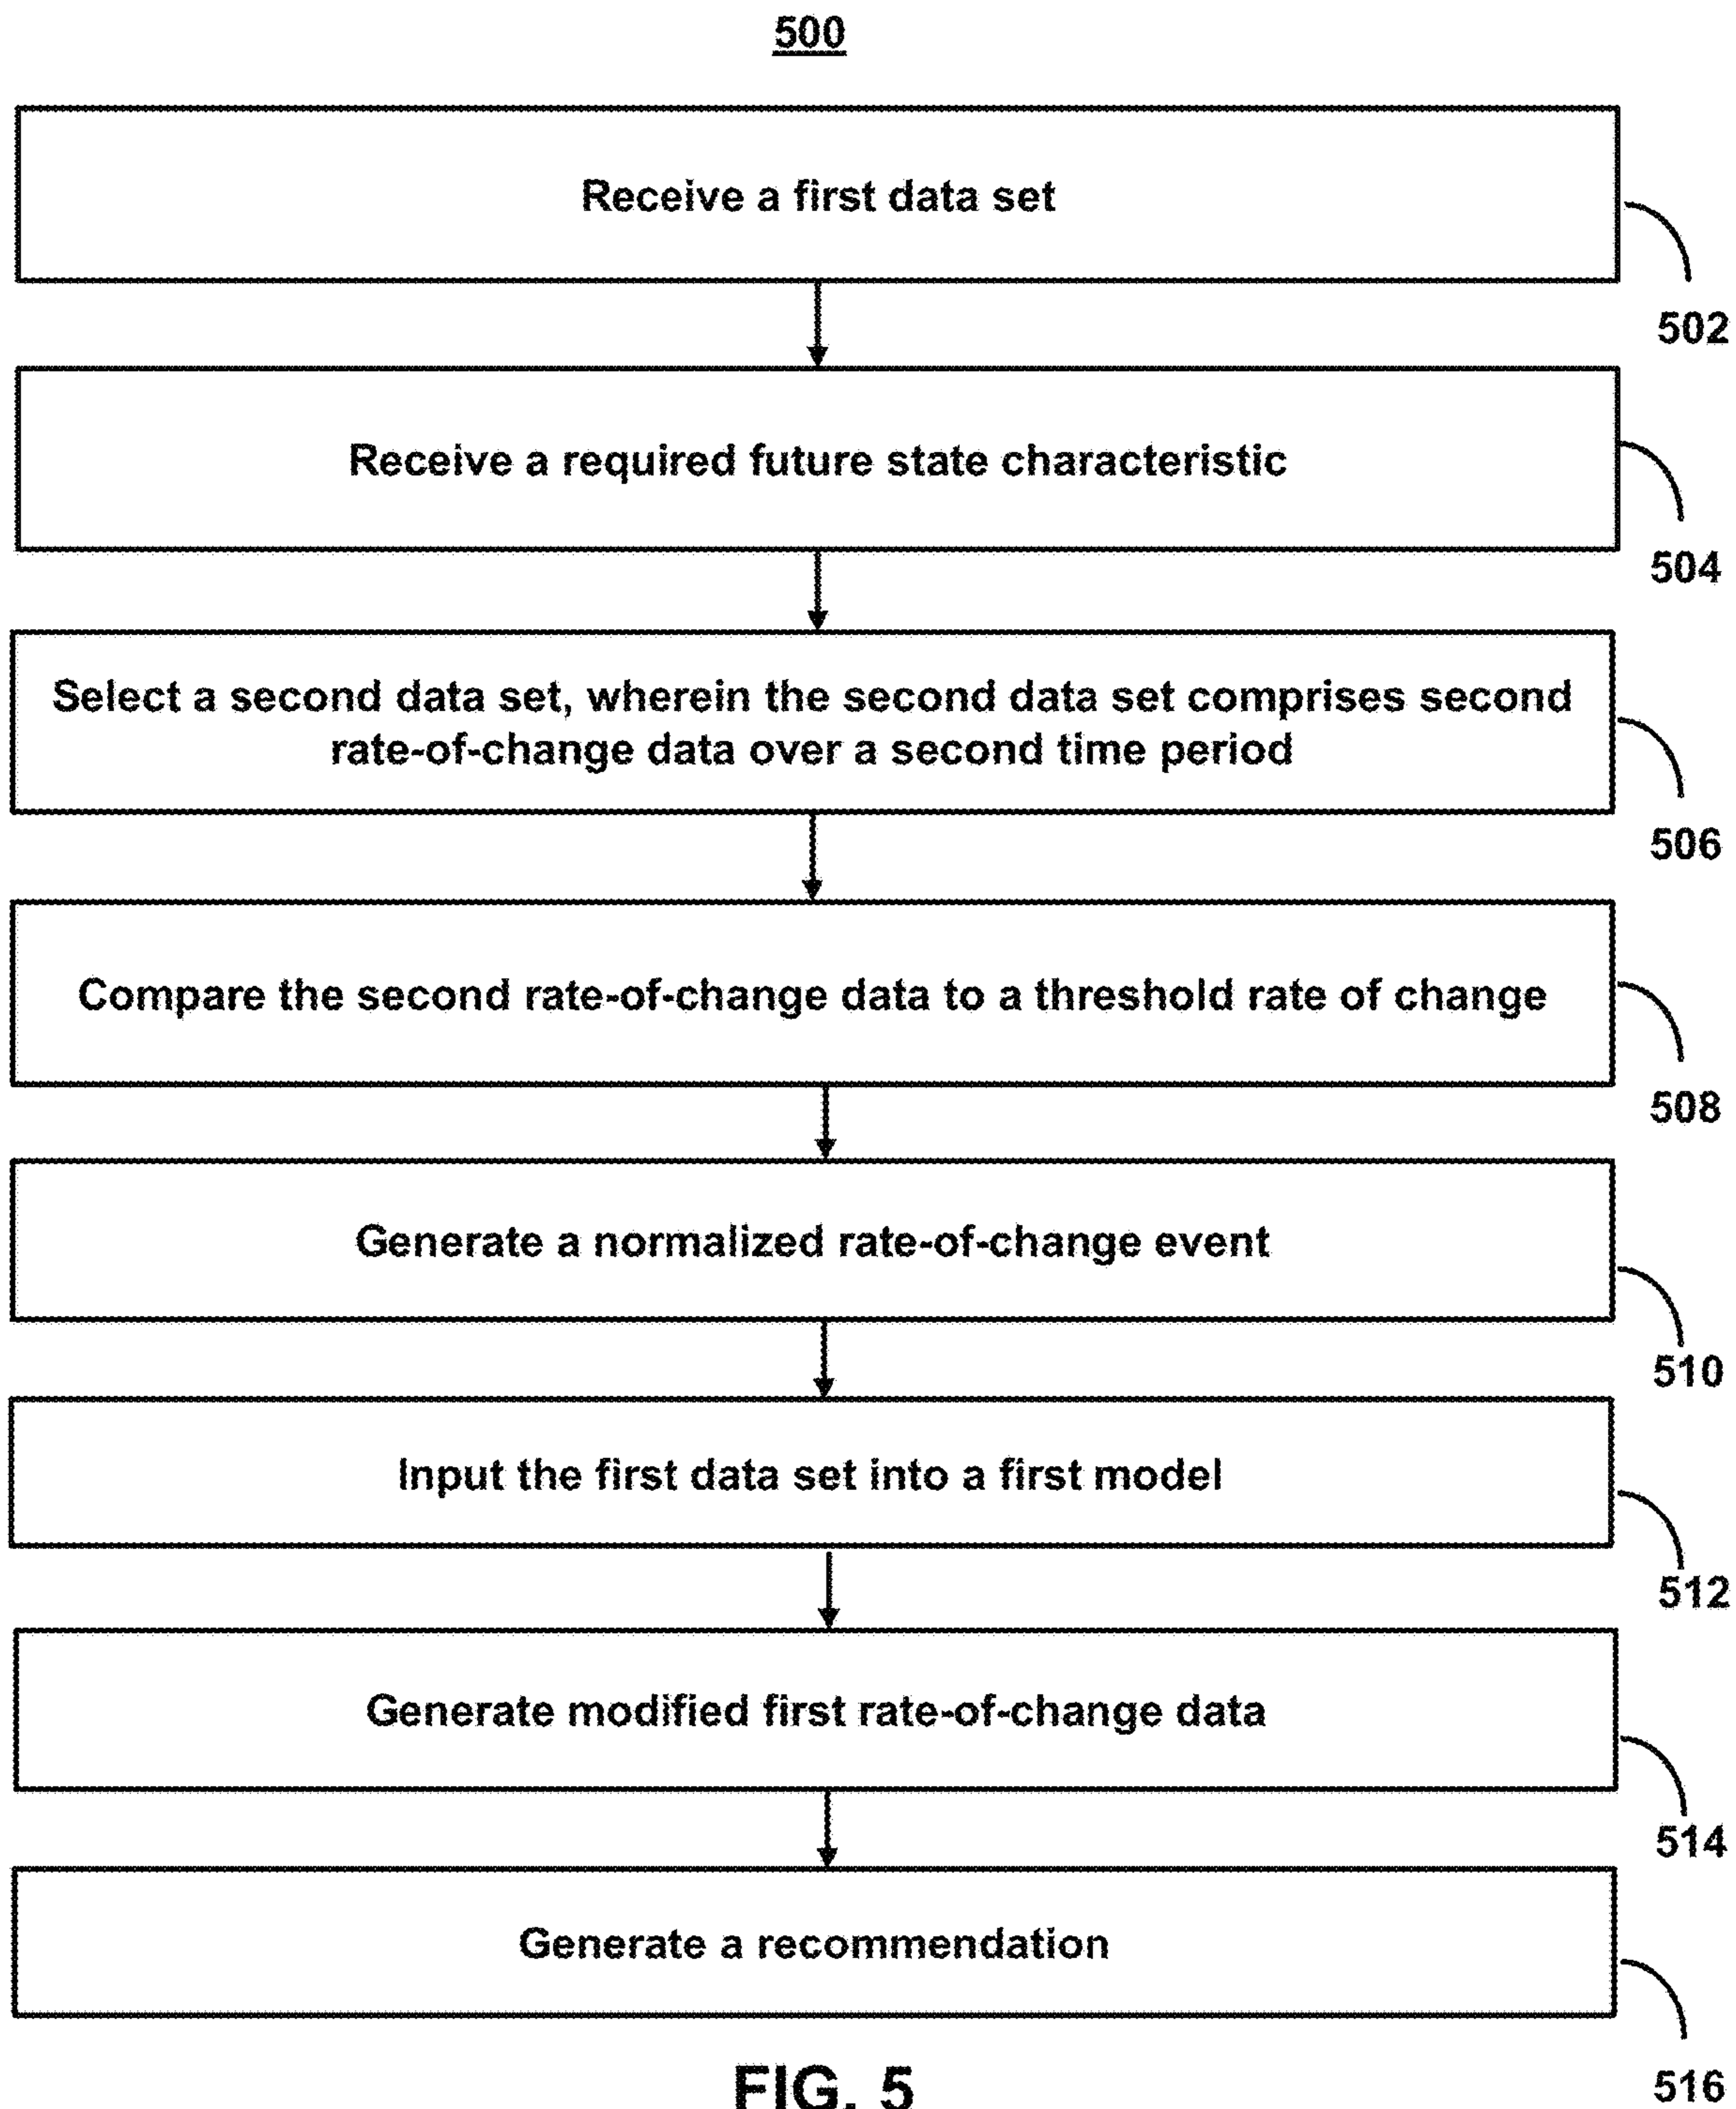 500
Receive a first data set
502
Receive a required future state characteristic
504
Select a second data set, wherein the second data set comprises second
rate-of-change data over a second time period
506
Compare the second rate-of-change data to a threshold rate of change
508
Generate a normalized rate-of-change event
510
Input the first data set into a first model
512
Generate modified first rate-of-change data
514
Generate a recommendation
516
FIG. 5